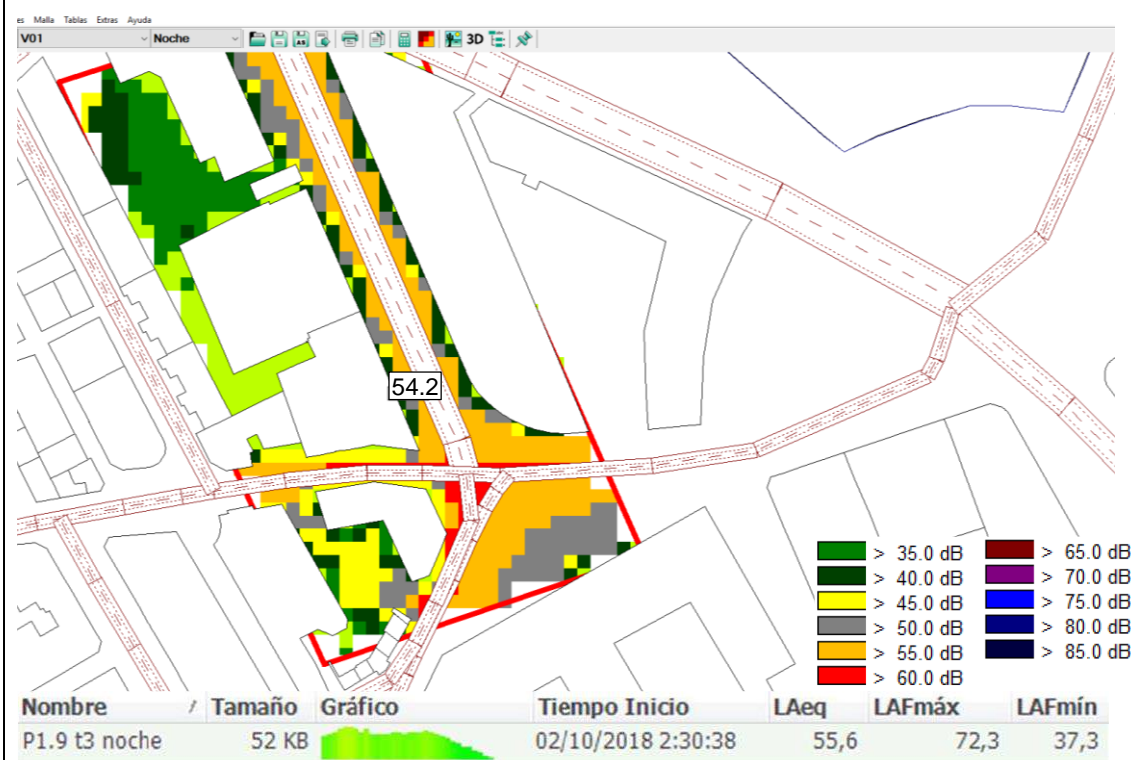 es Malla Tablas Extras Ayuda
V01 Noche 3D
54.2
> 35.0 dB > 65.0 dB
> 40.0 dB > 70.0 dB
> 45.0 dB > 75.0 dB
> 50.0 dB > 80.0 dB
> 55.0 dB > 85.0 dB
> 60.0 dB
Nombre / Tamaño Gráfico Tiempo Inicio LAeq LAFmáx LAFmín
P1.9 t3 noche 52 KB 02/10/2018 2:30:38 55,6 72,3 37,3